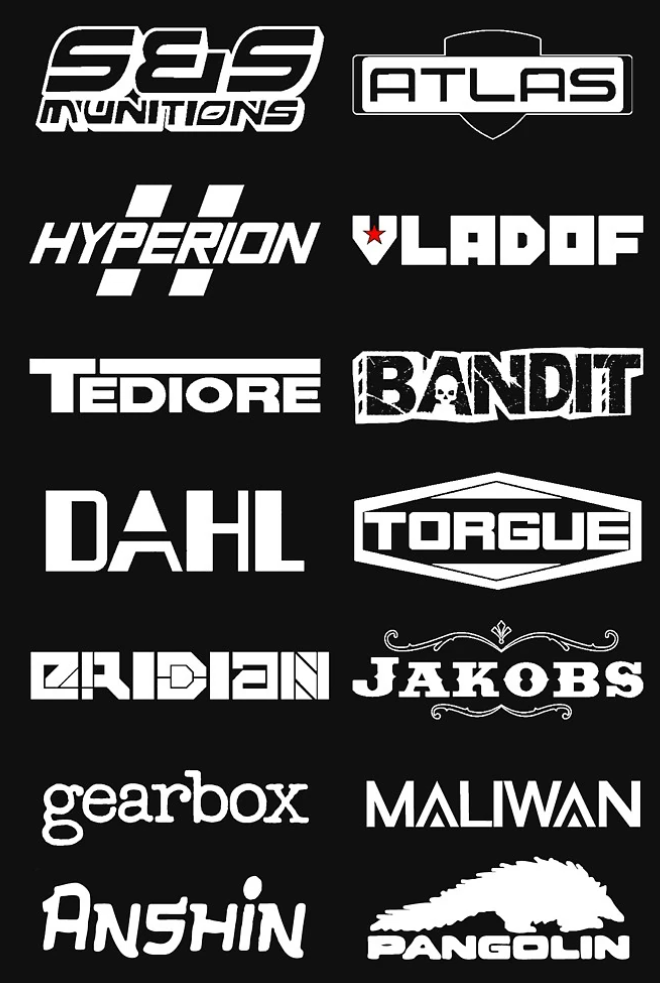 S&S
MUNITIONS
ATLAS
HYPERION
VLADOF
TEDIORE
BANDIT
DAHL
TORGUE
ERIDIAN
JAKOBS
gearbox
MALIWAN
ANSHIN
PANGOLIN